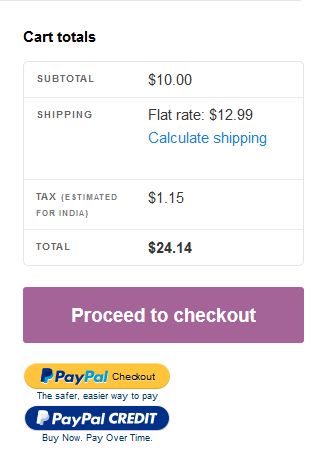 Cart totals
SUBTOTAL $10.00
SHIPPING Flat rate: $12.99
Calculate shipping
TAX (ESTIMATED $1.15
FOR INDIA)
TOTAL $24.14
Proceed to checkout
PayPal Checkout
The safer, easier way to pay
PayPal CREDIT
Buy Now. Pay Over Time.